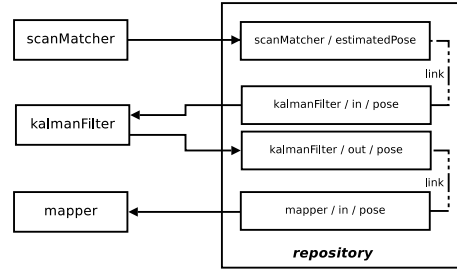 scanMatcher
scanMatcher / estimatedPose
link
kalmanFilter / in / pose
kalmanFilter
kalmanFilter / out / pose
link
mapper
mapper / in / pose
repository